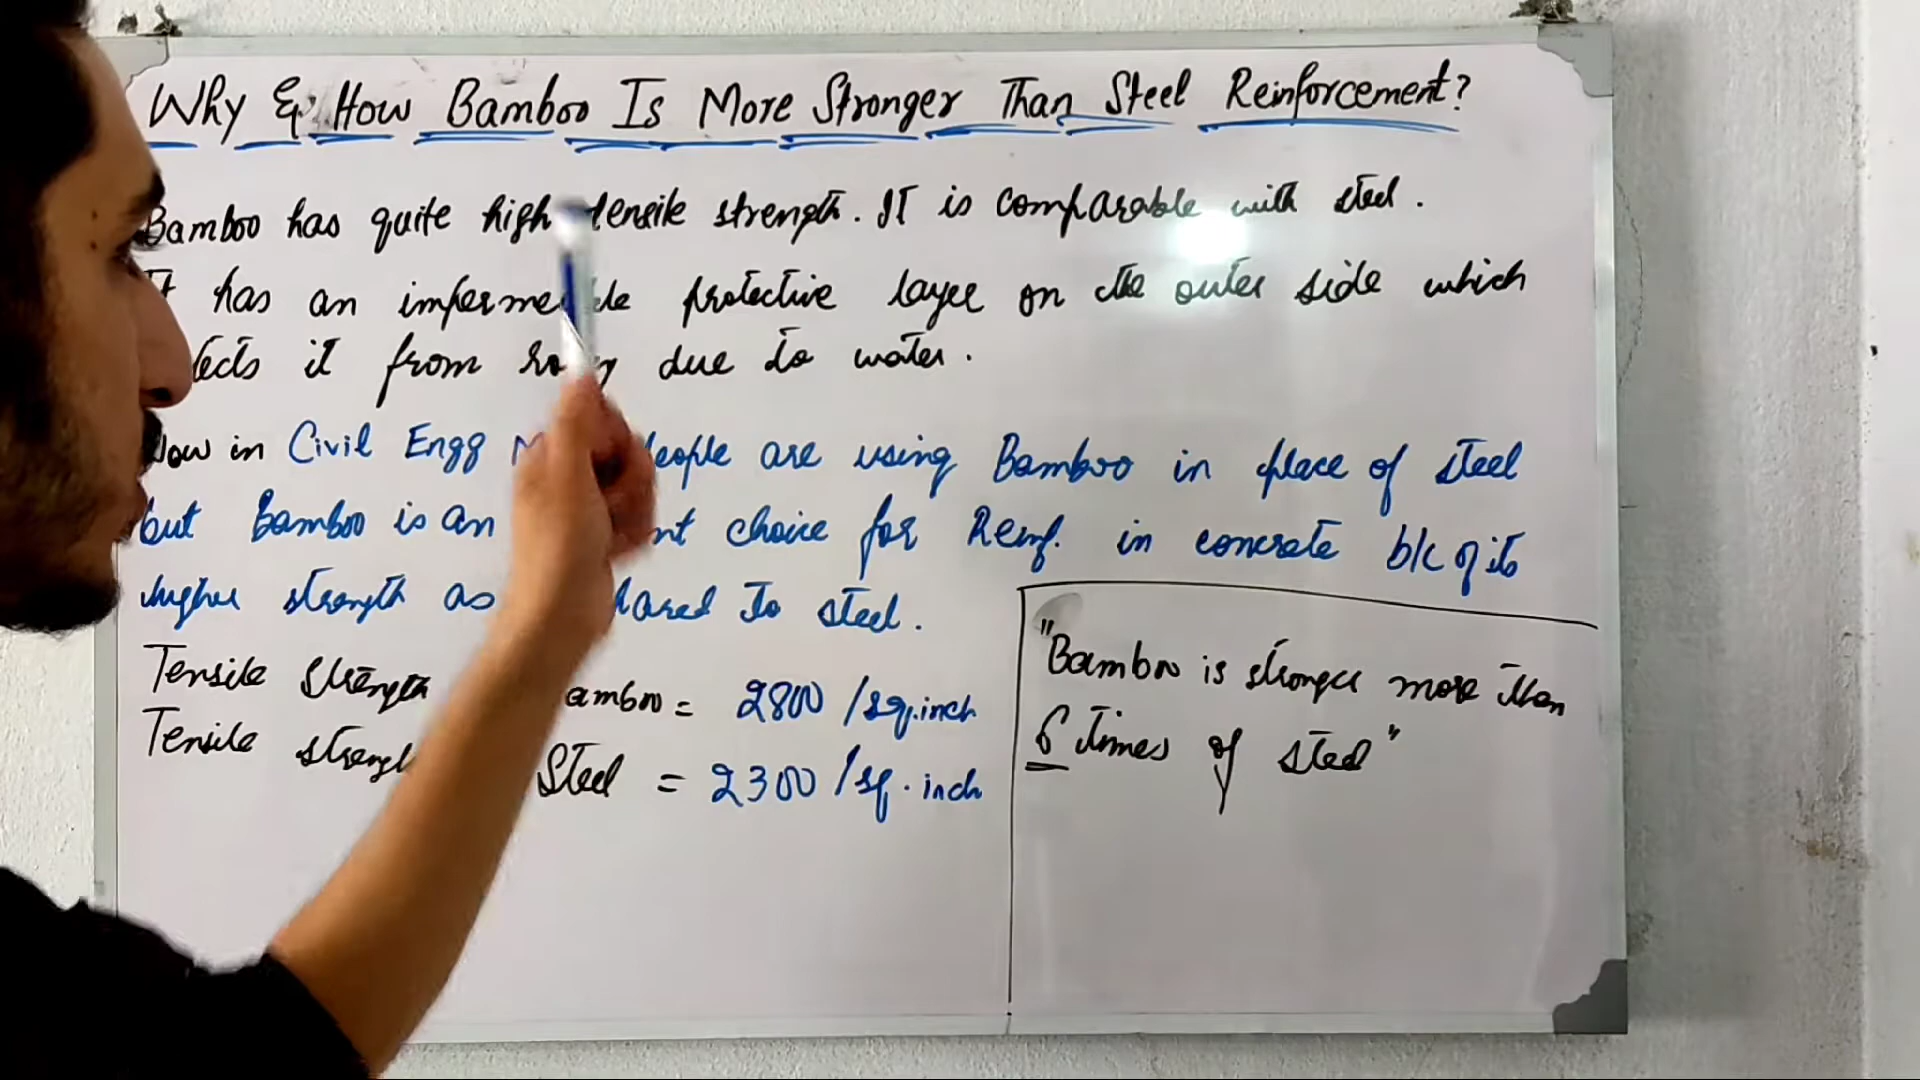 Why & How Bamboo Is More Stronger Than Steel Reinforcement?
Bamboo has quite high tensile strength. It is comparable with steel.
has an impermeable protective layer on the outer side which
it from due to water.
Now in Civil Engg people are using Bamboo in place of steel
but Bamboo is an choice for Reinf. in concrete b/c of its
higher strength as to steel.
Tensile strength Bamboo = 2800 /sq.inch
Tensile strength Steel = 2300 /sq.inch
"Bamboo is stronger more than
6 times of steel"